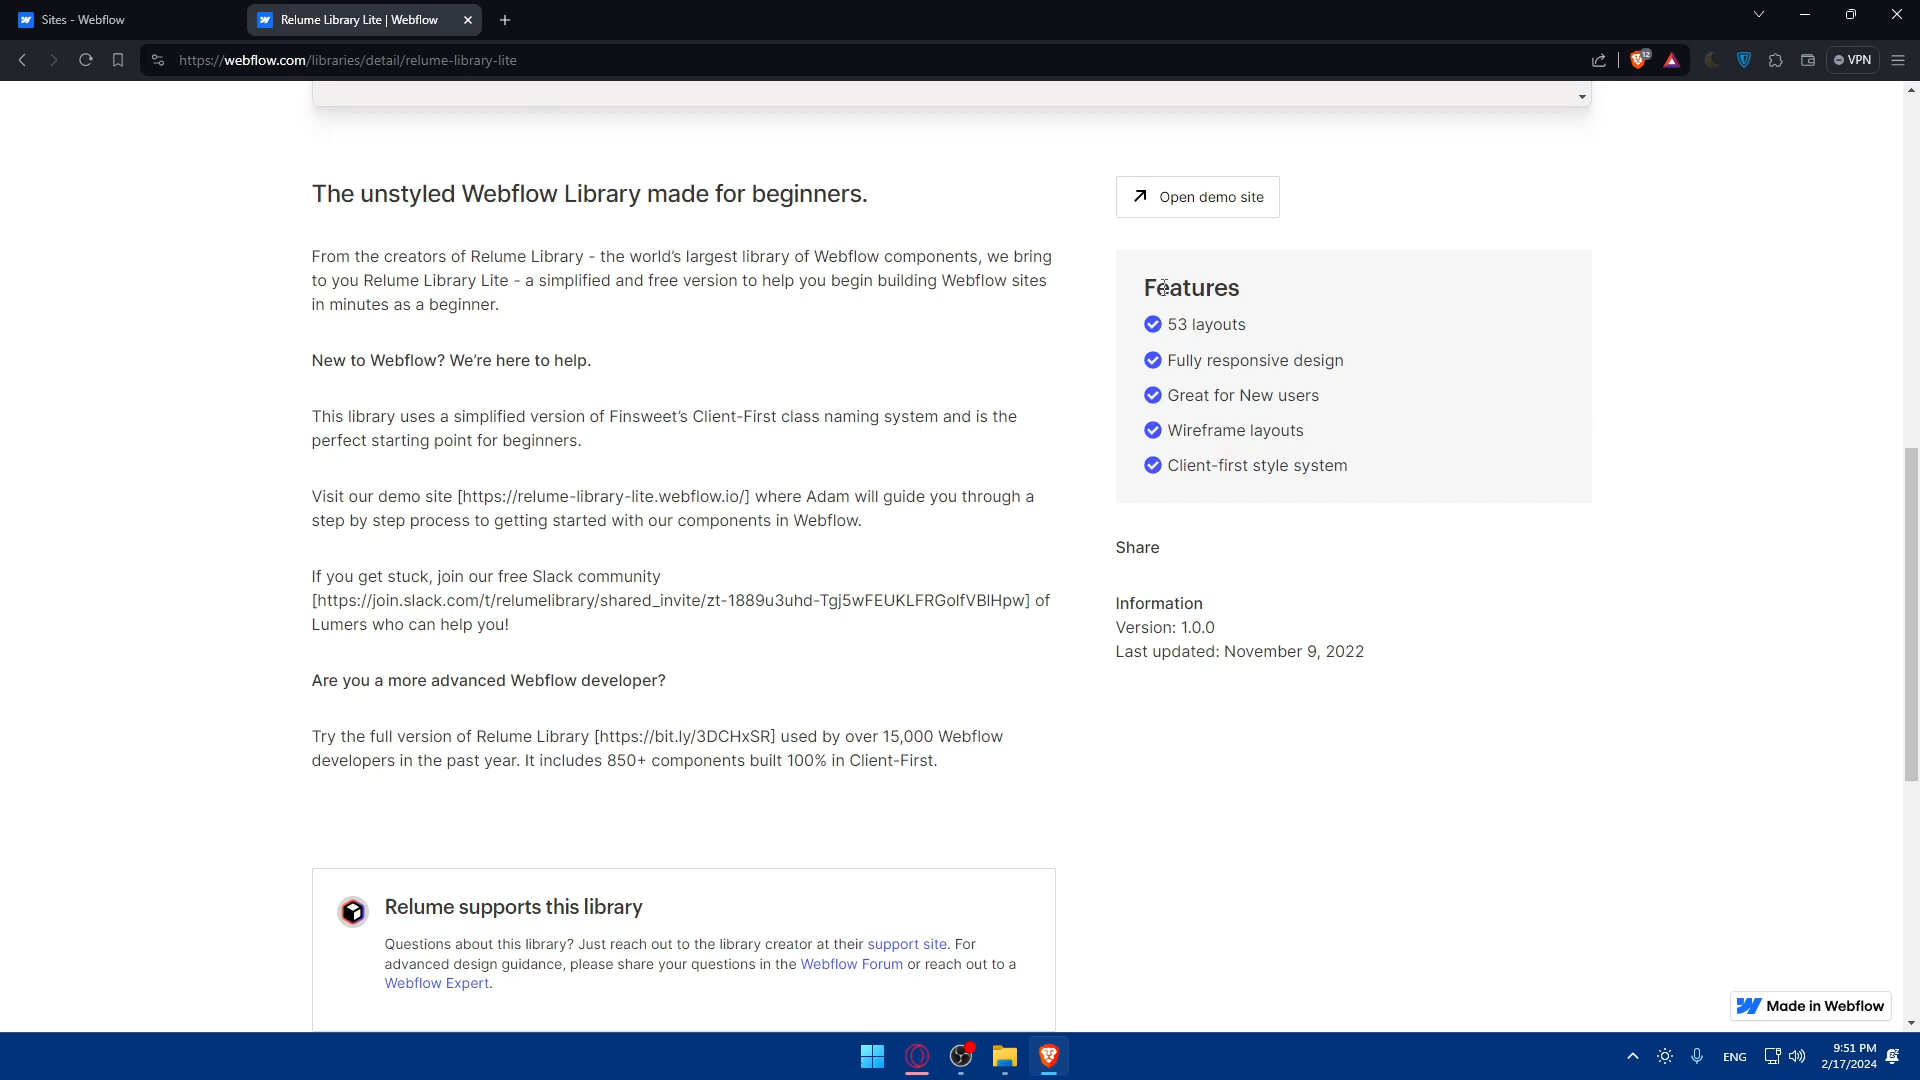 Sites - Webflow
Relume Library Lite | Webflow
https://webflow.com/libraries/detail/relume-library-lite
12
VPN
The unstyled Webflow Library made for beginners.
From the creators of Relume Library - the world's largest library of Webflow components, we bring
to you Relume Library Lite - a simplified and free version to help you begin building Webflow sites
in minutes as a beginner.
New to Webflow? We're here to help.
This library uses a simplified version of Finsweet's Client-First class naming system and is the
perfect starting point for beginners.
Visit our demo site [https://relume-library-lite.webflow.io/] where Adam will guide you through a
step by step process to getting started with our components in Webflow.
If you get stuck, join our free Slack community
[https://join.slack.com/t/relumelibrary/shared_invite/zt-1889u3uhd-Tgj5wFEUKLFRGolfVBIHpw] of
Lumers who can help you!
Are you a more advanced Webflow developer?
Try the full version of Relume Library [https://bit.ly/3DCHxSR] used by over 15,000 Webflow
developers in the past year. It includes 850+ components built 100% in Client-First.
Open demo site
Features
53 layouts
Fully responsive design
Great for New users
Wireframe layouts
Client-first style system
Share
Information
Version: 1.0.0
Last updated: November 9, 2022
Relume supports this library
Questions about this library? Just reach out to the library creator at their support site. For
advanced design guidance, please share your questions in the Webflow Forum or reach out to a
Webflow Expert.
Made in Webflow
ENG
9:51 PM
2/17/2024